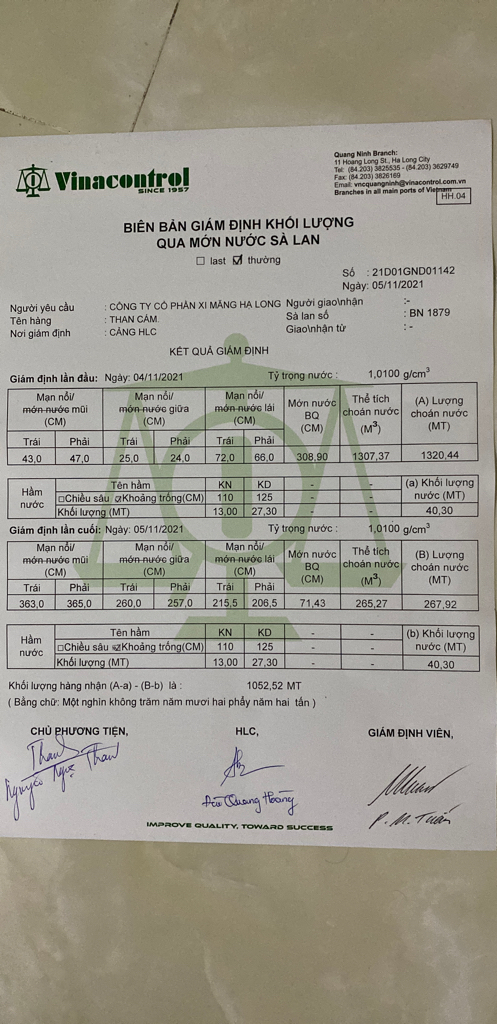 Vinacontrol
SINCE 1957
Quang Ninh Branch:
11 Hoang Long St., Ha Long City
Tel: (84.203) 3825535 - (84.203) 3629749
Fax: (84.203) 3826169
Email: vncquangninh@vinacontrol.com.vn
Branches in all main ports of Vietnam
HH.04
BIÊN BẢN GIÁM ĐỊNH KHỐI LƯỢNG
QUA MỚN NƯỚC SÀ LAN
☐ last ☑ thường
Số : 21D01GND01142
Ngày: 05/11/2021
Người yêu cầu : CÔNG TY CỔ PHẦN XI MĂNG HẠ LONG Người giao\nhận :-
Tên hàng : THAN CÁM. Sà lan số : BN 1879
Nơi giám định : CẢNG HLC Giao\nhận từ : -
KẾT QUẢ GIÁM ĐỊNH
Giám định lần đầu: Ngày: 04/11/2021 Tỷ trọng nước : 1,0100 g/cm³
Mạn nổi/ Mạn nổi/ Mạn nổi/ Mớn nước Thể tích (A) Lượng
mớn nước mũi mớn nước giữa mớn nước lái BQ choán nước choán nước
(CM) (CM) (CM) (CM) (M³) (MT)
Trái Phải Trái Phải Trái Phải
43,0 47,0 25,0 24,0 72,0 66,0 308,90 1307,37 1320,44
Hầm nước Tên hầm KN KD - - (a) Khối lượng nước (MT)
☐Chiều sâu ☑Khoảng trống(CM) 110 125 - -
Khối lượng (MT) 13,00 27,30 - - 40,30
Giám định lần cuối: Ngày: 05/11/2021 Tỷ trọng nước : 1,0100 g/cm³
Mạn nổi/ Mạn nổi/ Mạn nổi/ Mớn nước Thể tích (B) Lượng
mớn nước mũi mớn nước giữa mớn nước lái BQ choán nước choán nước
(CM) (CM) (CM) (CM) (M³) (MT)
Trái Phải Trái Phải Trái Phải
363,0 365,0 260,0 257,0 215,5 206,5 71,43 265,27 267,92
Hầm nước Tên hầm KN KD - - (b) Khối lượng nước (MT)
☐Chiều sâu ☑Khoảng trống(CM) 110 125 - -
Khối lượng (MT) 13,00 27,30 - - 40,30
Khối lượng hàng nhận (A-a) - (B-b) là : 1052,52 MT
( Bằng chữ: Một nghìn không trăm năm mươi hai phẩy năm hai tấn )
CHỦ PHƯƠNG TIỆN, HLC, GIÁM ĐỊNH VIÊN,
Than
Nguyễn Ngọc Than
Quang Hoàng
P. M. Tuấn
IMPROVE QUALITY, TOWARD SUCCESS